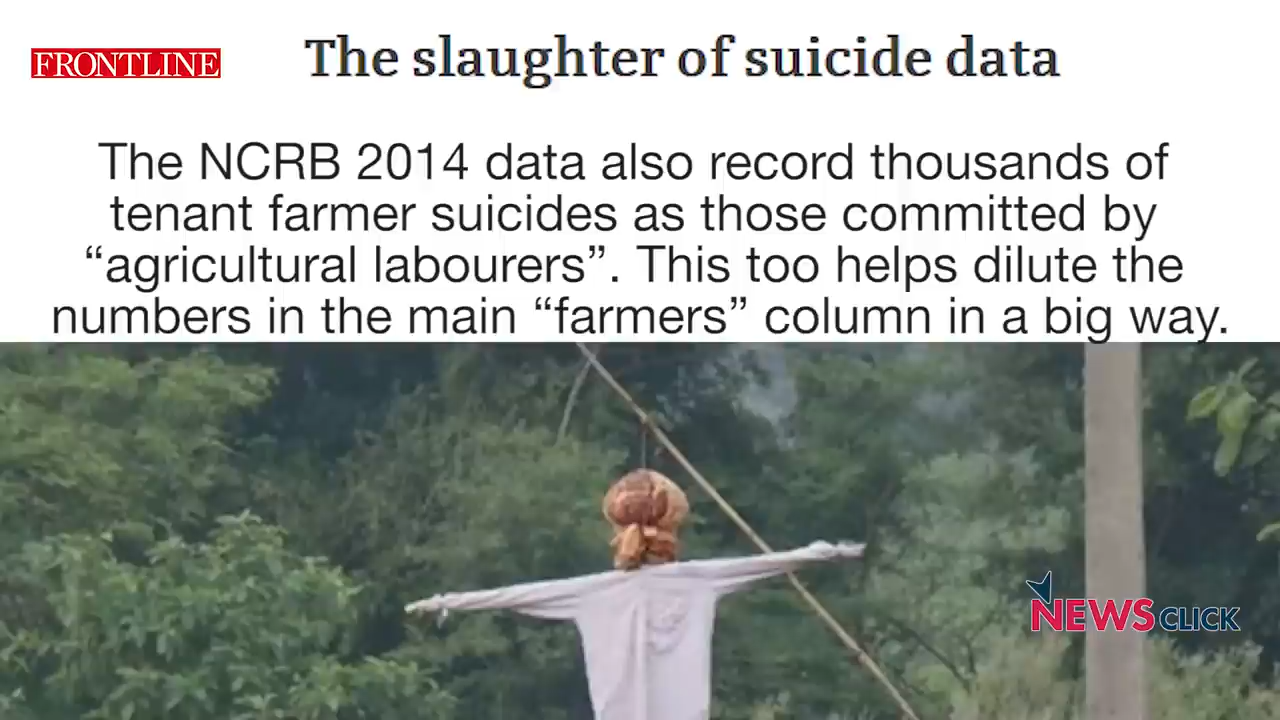 FRONTLINE
The slaughter of suicide data
The NCRB 2014 data also record thousands of
tenant farmer suicides as those committed by
“agricultural labourers”. This too helps dilute the
numbers in the main “farmers” column in a big way.
NEWSCLICK